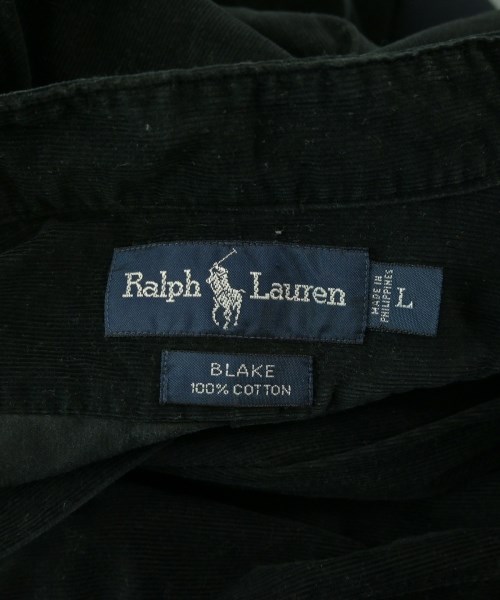 Ralph Lauren
MADE IN
PHILIPPINES
L
BLAKE
100% COTTON